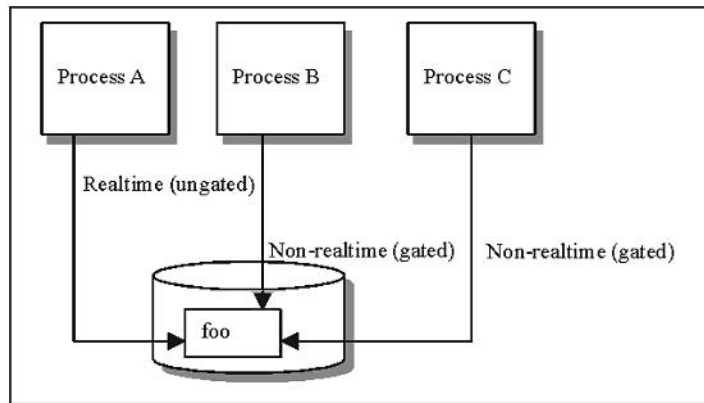 Process A
Process B
Process C
Realtime (ungated)
Non-realtime (gated)
Non-realtime (gated)
foo